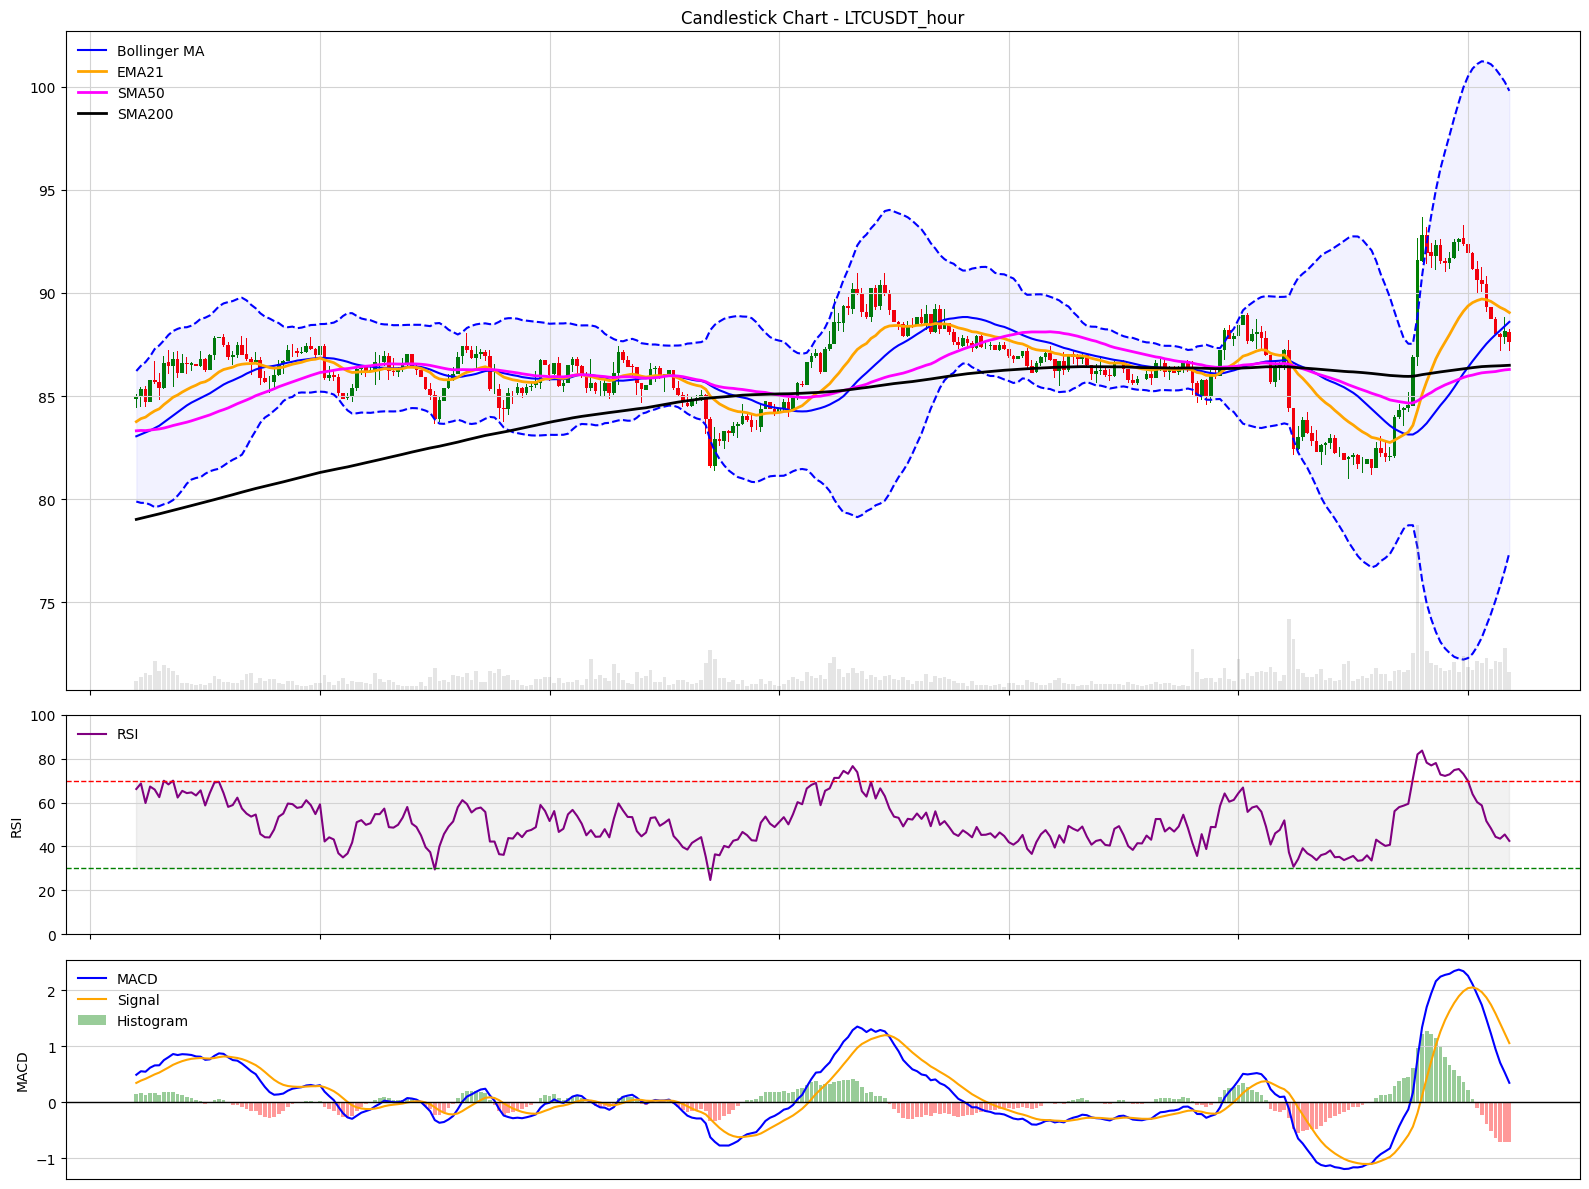 Candlestick Chart - LTCUSDT_hour
Bollinger MA
EMA21
SMA50
SMA200
100
95
90
85
80
75
RSI
100
80
60
40
20
0
RSI
MACD
Signal
Histogram
2
1
0
−1
MACD